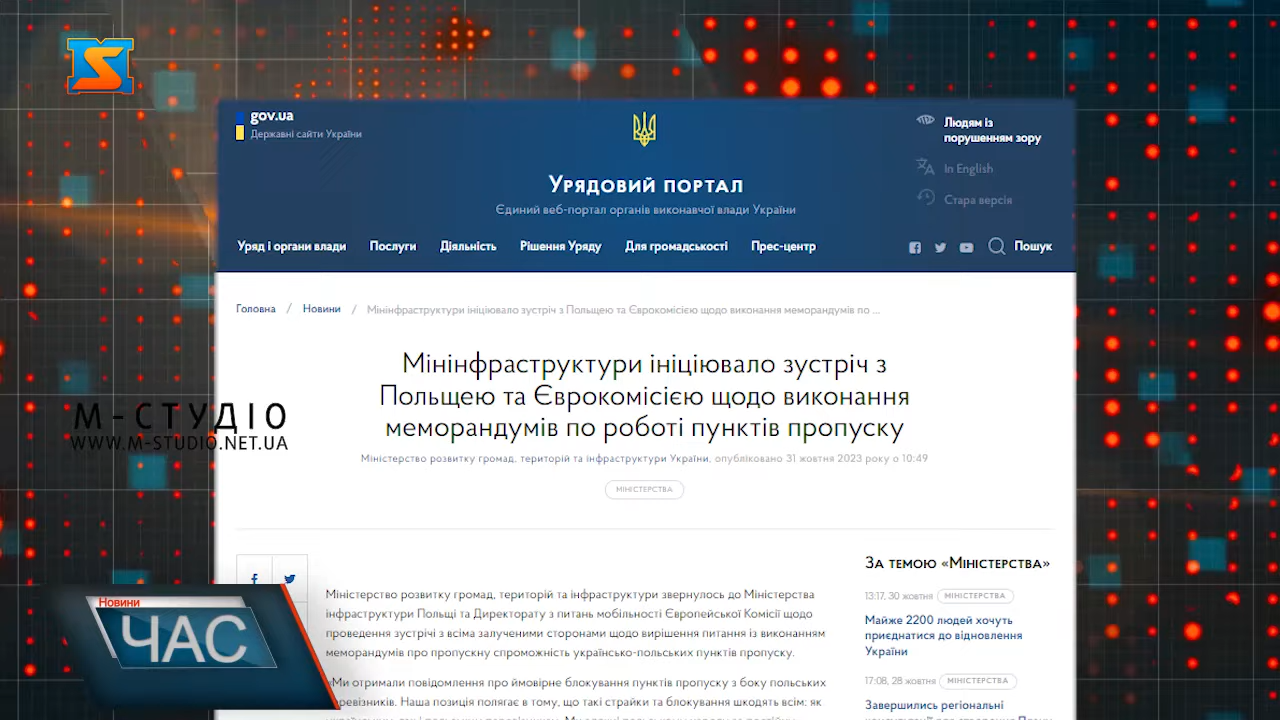 gov.ua
Державні сайти України
Людям із
порушенням зору
In English
Стара версія
Урядовий портал
Єдиний веб-портал органів виконавчої влади України
Уряд і органи влади Послуги Діяльність Рішення Уряду Для громадськості Прес-центр Пошук
Головна / Новини / Мінінфраструктури ініціювало зустріч з Польщею та Єврокомісією щодо виконання меморандумів по ...
Мінінфраструктури ініціювало зустріч з
Польщею та Єврокомісією щодо виконання
меморандумів по роботі пунктів пропуску
М-СТУДІО
WWW.M-STUDIO.NET.UA
Міністерство розвитку громад, територій та інфраструктури України, опубліковано 31 жовтня 2023 року о 10:49
МІНІСТЕРСТВА
Міністерство розвитку громад, територій та інфраструктури звернулось до Міністерства
інфраструктури Польщі та Директорату з питань мобільності Європейської Комісії щодо
проведення зустрічі з всіма залученими сторонами щодо вирішення питання із виконанням
меморандумів про пропускну спроможність українсько-польських пунктів пропуску.
«Ми отримали повідомлення про ймовірне блокування пунктів пропуску з боку польських
перевізників. Наша позиція полягає в тому, що такі страйки та блокування шкодять всім: як
За темою «Міністерства»
13:17, 30 жовтня МІНІСТЕРСТВА
Майже 2200 людей хочуть
приєднатися до відновлення
України
17:08, 28 жовтня МІНІСТЕРСТВА
Завершились регіональні
Новини
ЧАС